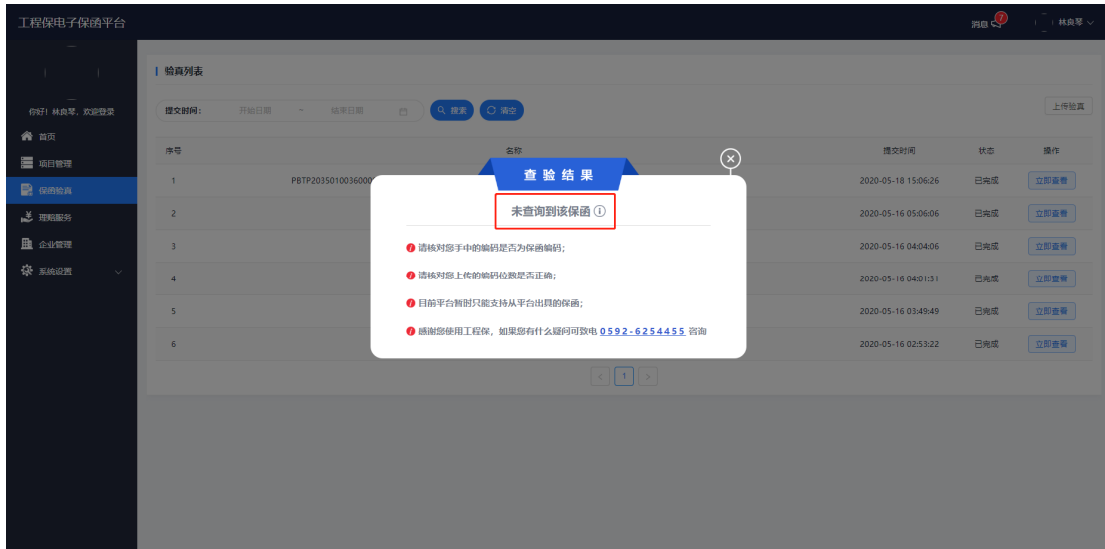 工程保电子保函平台
消息 7
林良琴
你好! 林良琴, 欢迎登录
首页
项目管理
保函验真
理赔服务
企业管理
系统设置
验真列表
提交时间: 开始日期 ~ 结束日期 搜索 清空
上传验真
序号 名称 提交时间 状态 操作
1 PBTP20350100360000 2020-05-18 15:06:26 已完成 立即查看
2 2020-05-16 05:06:06 已完成 立即查看
3 2020-05-16 04:04:06 已完成 立即查看
4 2020-05-16 04:01:51 已完成 立即查看
5 2020-05-16 03:49:49 已完成 立即查看
6 2020-05-16 02:53:22 已完成 立即查看
< 1 >
查验结果
未查询到该保函
请核对您手中的编码是否为保函编码;
请核对您上传的编码位数是否正确;
目前平台暂时只能支持从平台出具的保函;
感谢您使用工程保, 如果您有什么疑问可致电 0592-6254455 咨询